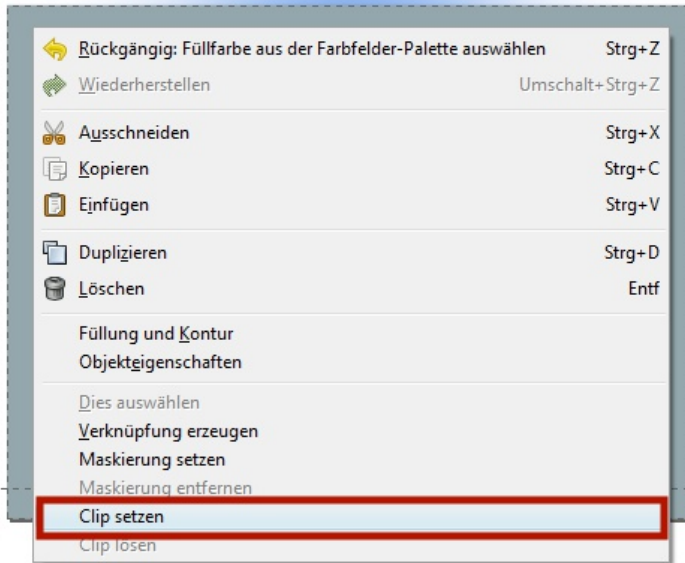 Rückgängig: Füllfarbe aus der Farbfelder-Palette auswählen Strg+Z
Wiederherstellen Umschalt+Strg+Z
Ausschneiden Strg+X
Kopieren Strg+C
Einfügen Strg+V
Duplizieren Strg+D
Löschen Entf
Füllung und Kontur
Objekteigenschaften
Dies auswählen
Verknüpfung erzeugen
Maskierung setzen
Maskierung entfernen
Clip setzen
Clip lösen